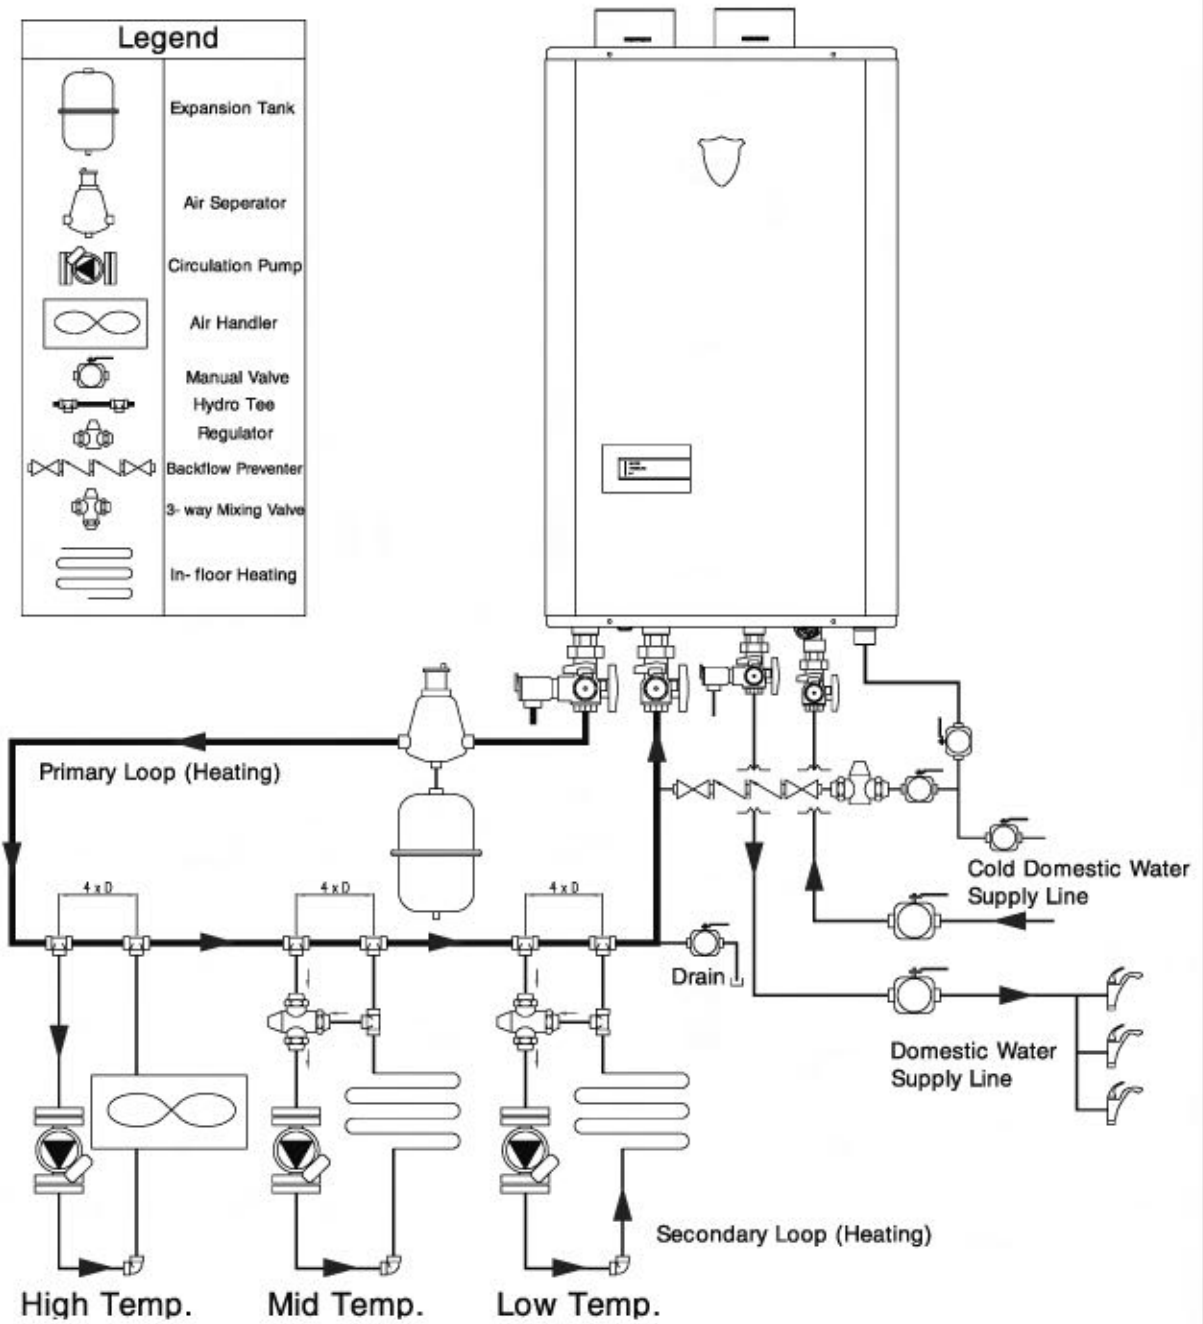 Legend
Expansion Tank
Air Seperator
Circulation Pump
Air Handler
Manual Valve
Hydro Tee
Regulator
Backflow Preventer
3- way Mixing Valve
In- floor Heating
Primary Loop (Heating)
4 x D
4 x D
4 x D
Cold Domestic Water
Supply Line
Drain
Domestic Water
Supply Line
Secondary Loop (Heating)
High Temp.
Mid Temp.
Low Temp.